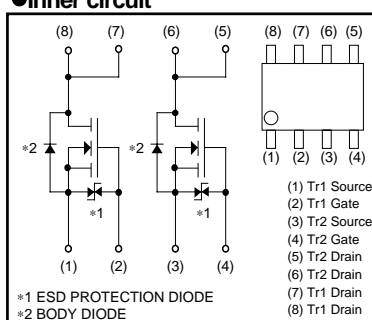 ●Inner circuit
(8) (7) (6) (5)
(8) (7) (6) (5)
∗2 ∗2
∗1 ∗1
(1) (2) (3) (4)
(1) (2) (3) (4)
(1) Tr1 Source
(2) Tr1 Gate
(3) Tr2 Source
(4) Tr2 Gate
(5) Tr2 Drain
(6) Tr2 Drain
(7) Tr1 Drain
(8) Tr1 Drain
∗1 ESD PROTECTION DIODE
∗2 BODY DIODE